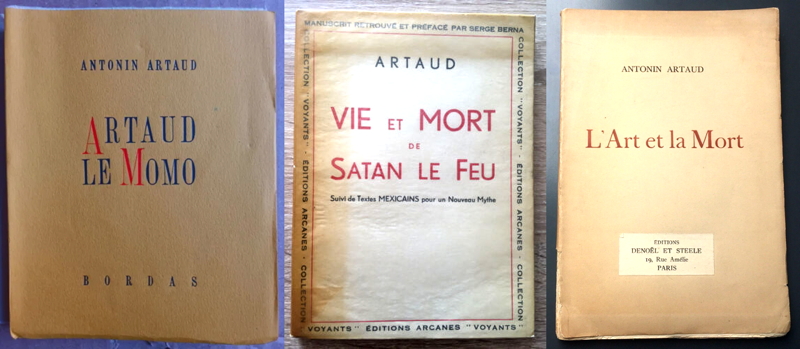 ANTONIN ARTAUD
ARTAUD
LE MOMO
BORDAS
MANUSCRIT RETROUVÉ ET PRÉFACÉ PAR SERGE BERNA
COLLECTION "VOYANTS" - ÉDITIONS ARCANES - COLLECTION
COLLECTION "VOYANTS" - ÉDITIONS ARCANES - COLLECTION
ARTAUD
VIE ET MORT
DE
SATAN LE FEU
Suivi de Textes MEXICAINS pour un Nouveau Mythe
VOYANTS" ÉDITIONS ARCANES "VOYANTS"
ANTONIN ARTAUD
L'Art et la Mort
ÉDITIONS
DENOËL ET STEELE
19, Rue Amélie
PARIS